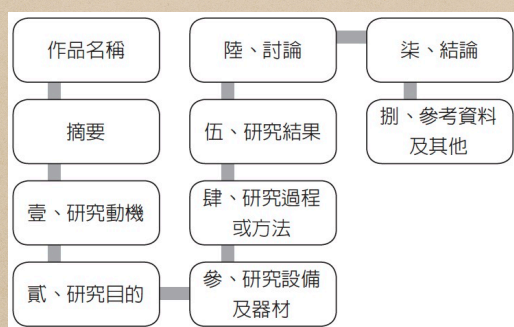 作品名稱
摘要
壹、研究動機
貳、研究目的
參、研究設備
及器材
肆、研究過程
或方法
伍、研究結果
陸、討論
柒、結論
捌、參考資料
及其他